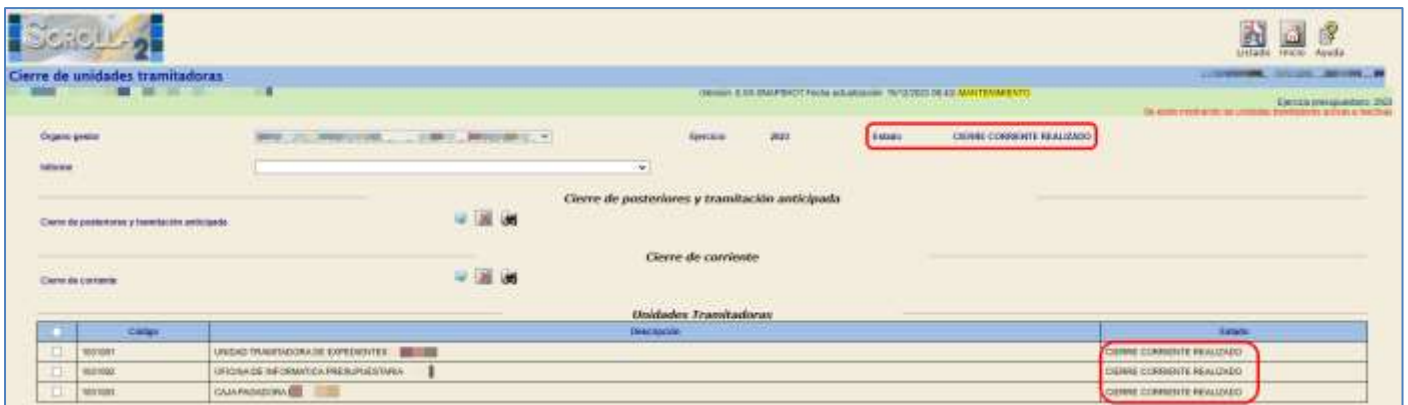 SOROLLA 2
Listado Inicio Ayuda
Cierre de unidades tramitadoras
MANTENIMIENTO
Ejercicio presupuestario: 2023
Órgano gestor
Ejercicio 2023 Estado CIERRE CORRIENTE REALIZADO
Informe
Cierre de posteriores y tramitación anticipada
Cierre de posteriores y tramitación anticipada
Cierre de corriente
Cierre de corriente
Unidades Tramitadoras
Código Descripción Estado
UNIDAD TRAMITADORA DE EXPEDIENTES CIERRE CORRIENTE REALIZADO
OFICINA DE INFORMATICA PRESUPUESTARIA CIERRE CORRIENTE REALIZADO
CAJA PAGADORA CIERRE CORRIENTE REALIZADO